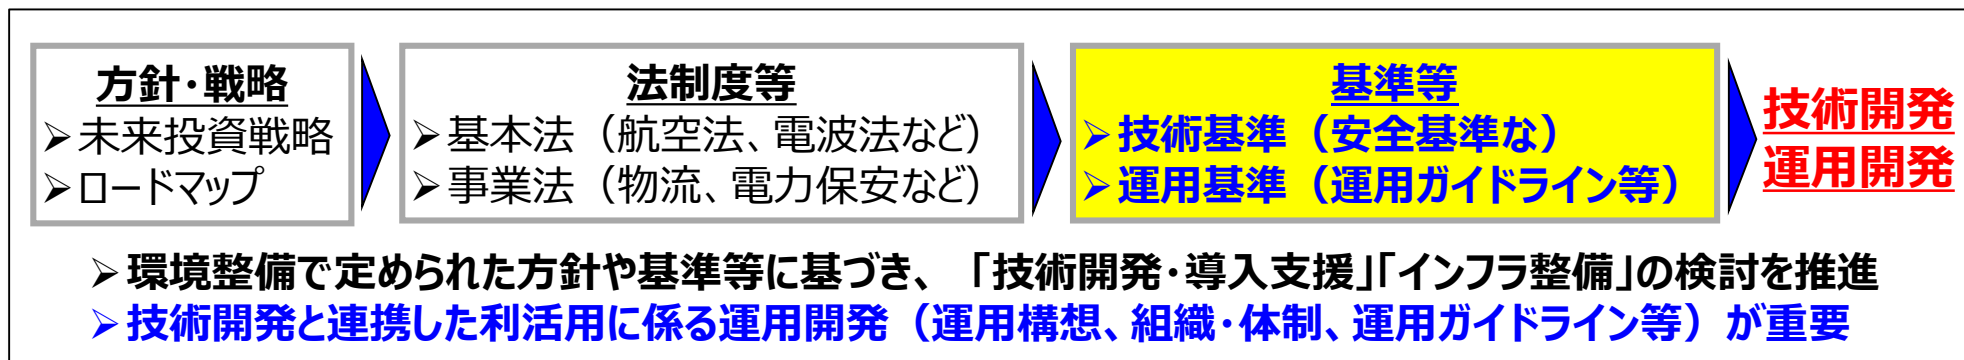 方針・戦略
➢未来投資戦略
➢ロードマップ
法制度等
➢基本法（航空法、電波法など）
➢事業法（物流、電力保安など）
基準等
➢技術基準（安全基準な）
➢運用基準（運用ガイドライン等）
技術開発
運用開発
➢環境整備で定められた方針や基準等に基づき、「技術開発・導入支援」「インフラ整備」の検討を推進
➢技術開発と連携した利活用に係る運用開発（運用構想、組織・体制、運用ガイドライン等）が重要